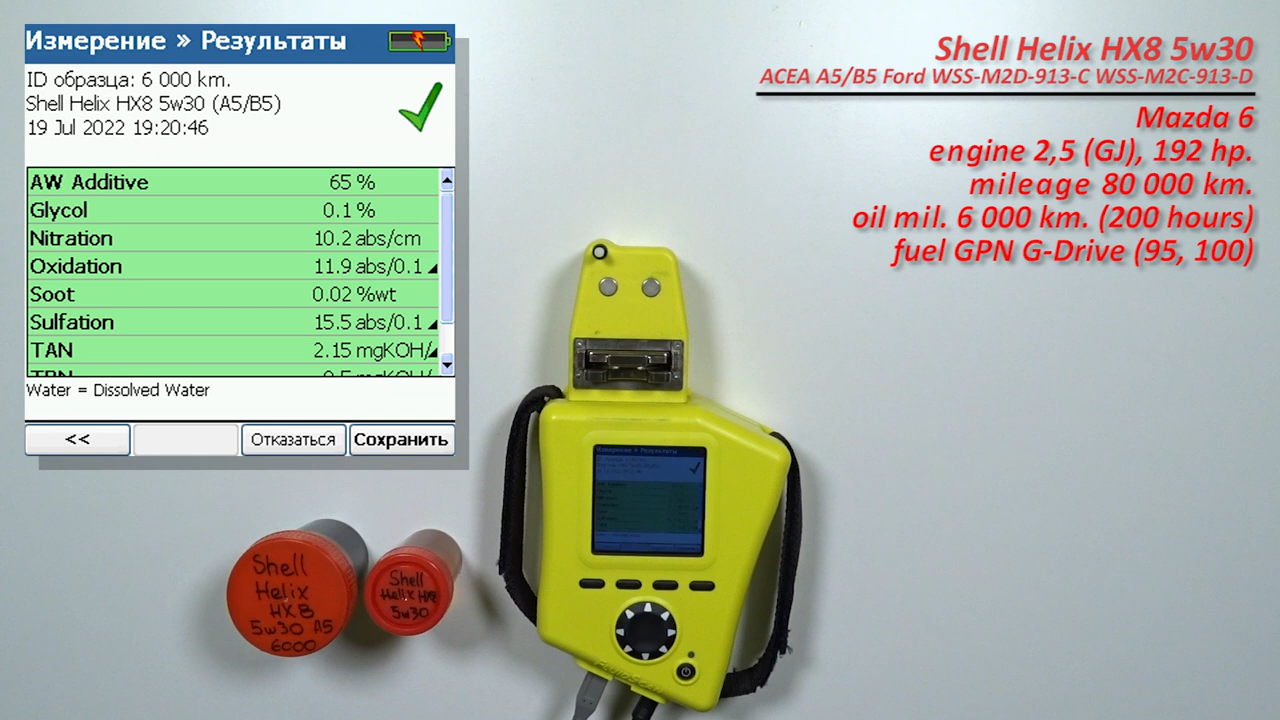 Измерение » Результаты
ID образца: 6 000 km.
Shell Helix HX8 5w30 (A5/B5)
19 Jul 2022 19:20:46
AW Additive 65 %
Glycol 0.1 %
Nitration 10.2 abs/cm
Oxidation 11.9 abs/0.1
Soot 0.02 %wt
Sulfation 15.5 abs/0.1
TAN 2.15 mgKOH/
Water = Dissolved Water
<<
Отказаться
Сохранить
Shell Helix HX8 5w30
ACEA A5/B5 Ford WSS-M2D-913-C WSS-M2C-913-D
Mazda 6
engine 2,5 (GJ), 192 hp.
mileage 80 000 km.
oil mil. 6 000 km. (200 hours)
fuel GPN G-Drive (95, 100)
Измерение » Результаты
Shell
Helix
HX8
5w30 A5
6000
Shell
Helix HX8
5w30